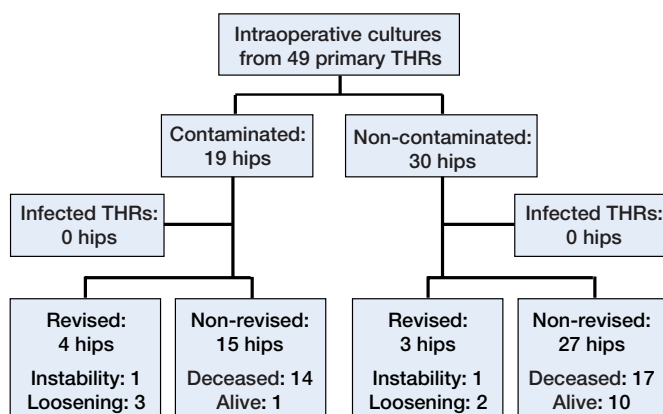 Intraoperative cultures
from 49 primary THRs
Contaminated:
19 hips
Non-contaminated:
30 hips
Infected THRs:
0 hips
Infected THRs:
0 hips
Revised:
4 hips
Instability: 1
Loosening: 3
Non-revised:
15 hips
Deceased: 14
Alive: 1
Revised:
3 hips
Instability: 1
Loosening: 2
Non-revised:
27 hips
Deceased: 17
Alive: 10